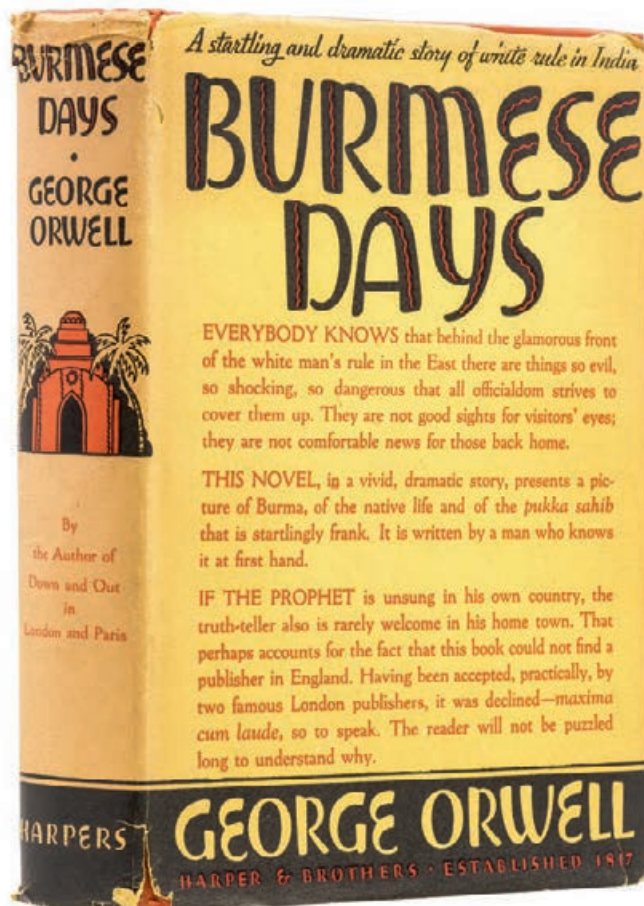 BURMESE
DAYS
·
GEORGE
ORWELL
By
the Author of
Down and Out
in
London and Paris
HARPERS
A startling and dramatic story of white rule in India
BURMESE
DAYS
EVERYBODY KNOWS that behind the glamorous front
of the white man's rule in the East there are things so evil,
so shocking, so dangerous that all officialdom strives to
cover them up. They are not good sights for visitors' eyes;
they are not comfortable news for those back home.
THIS NOVEL, in a vivid, dramatic story, presents a pic-
ture of Burma, of the native life and of the pukka sahib
that is startlingly frank. It is written by a man who knows
it at first hand.
IF THE PROPHET is unsung in his own country, the
truth-teller also is rarely welcome in his home town. That
perhaps accounts for the fact that this book could not find a
publisher in England. Having been accepted, practically, by
two famous London publishers, it was declined—maxima
cum laude, so to speak. The reader will not be puzzled
long to understand why.
GEORGE ORWELL
HARPER & BROTHERS · ESTABLISHED 1817